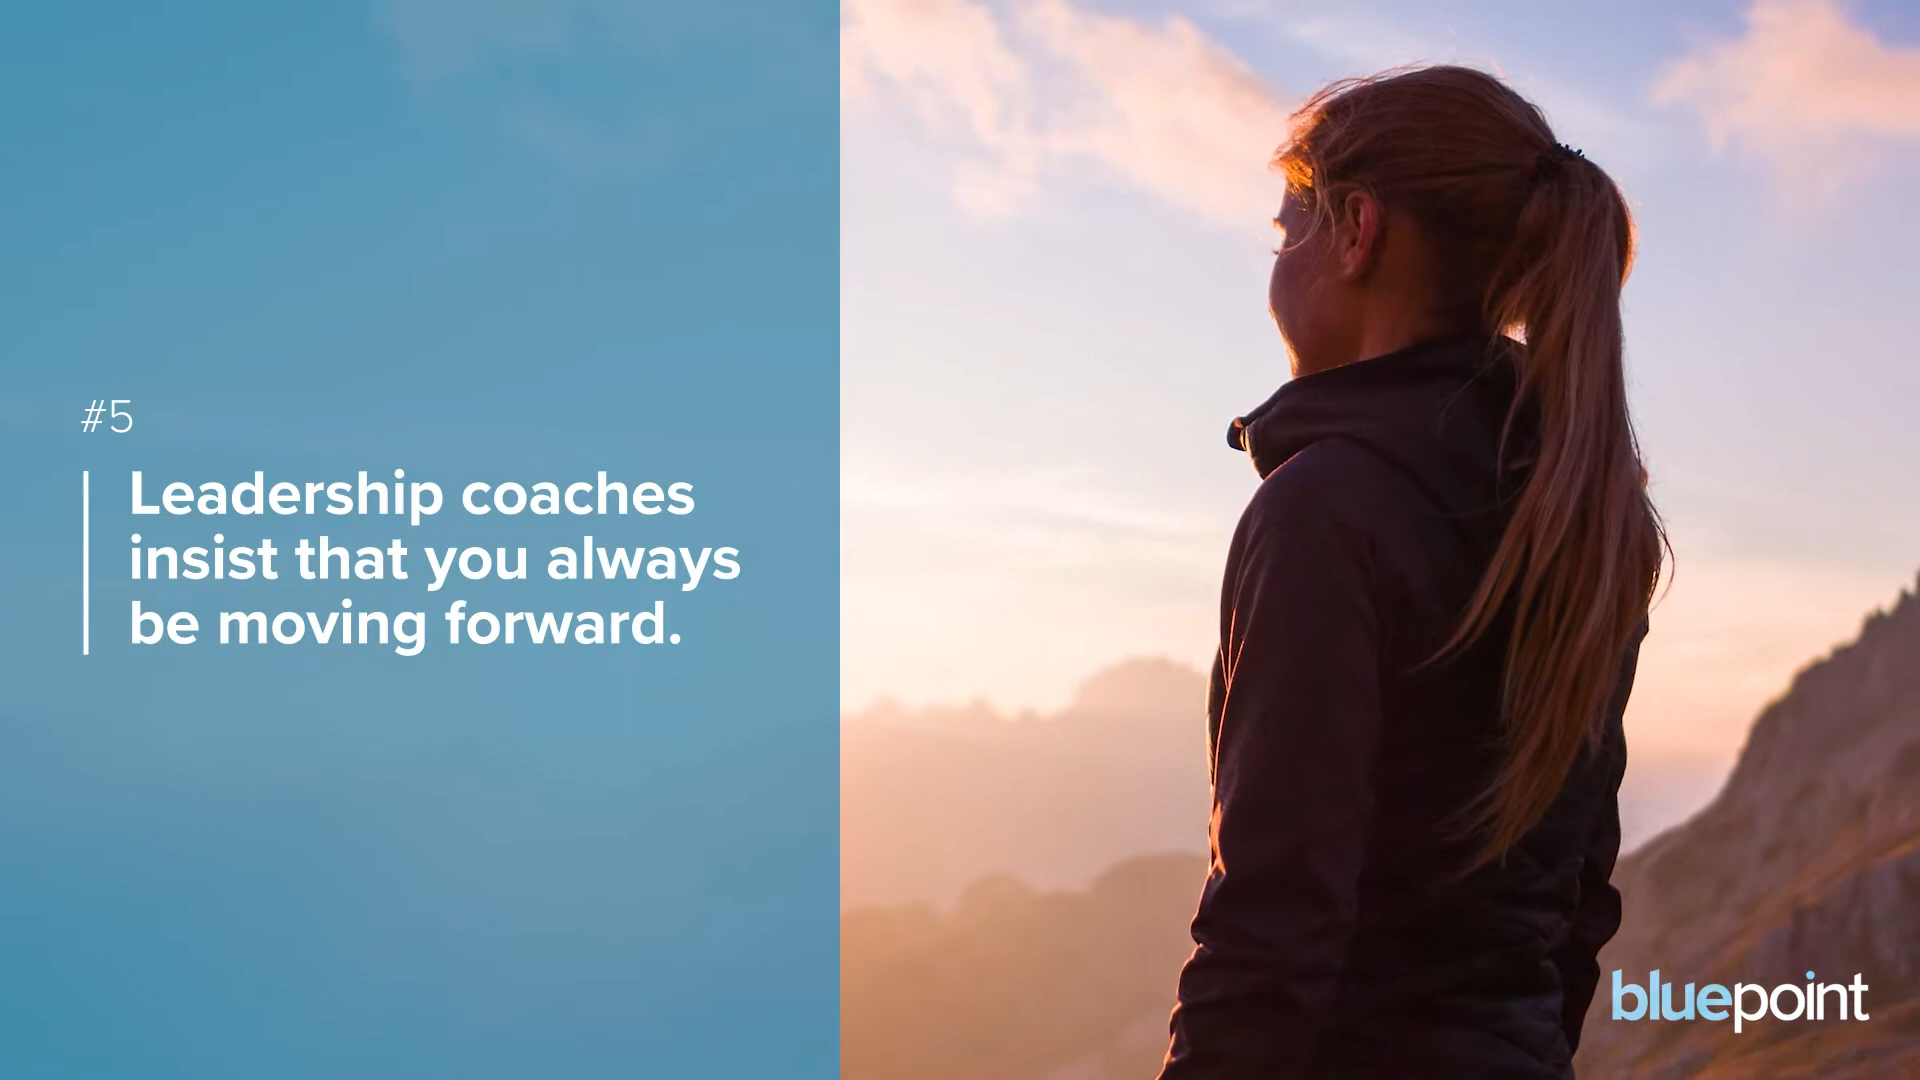 #5
Leadership coaches
insist that you always
be moving forward.
bluepoint